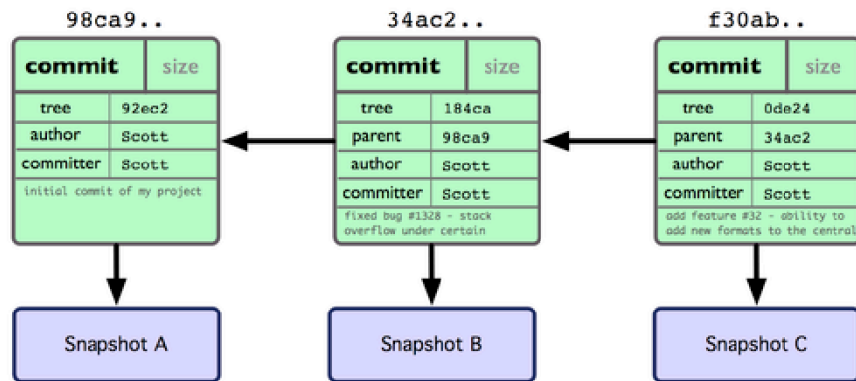 98ca9..
34ac2..
f30ab..
commit size
tree 92ec2
author Scott
committer Scott
initial commit of my project
commit size
tree 184ca
parent 98ca9
author Scott
committer Scott
fixed bug #1328 - stack
overflow under certain
commit size
tree 0de24
parent 34ac2
author Scott
committer Scott
add feature #32 - ability to
add new formats to the central
Snapshot A
Snapshot B
Snapshot C